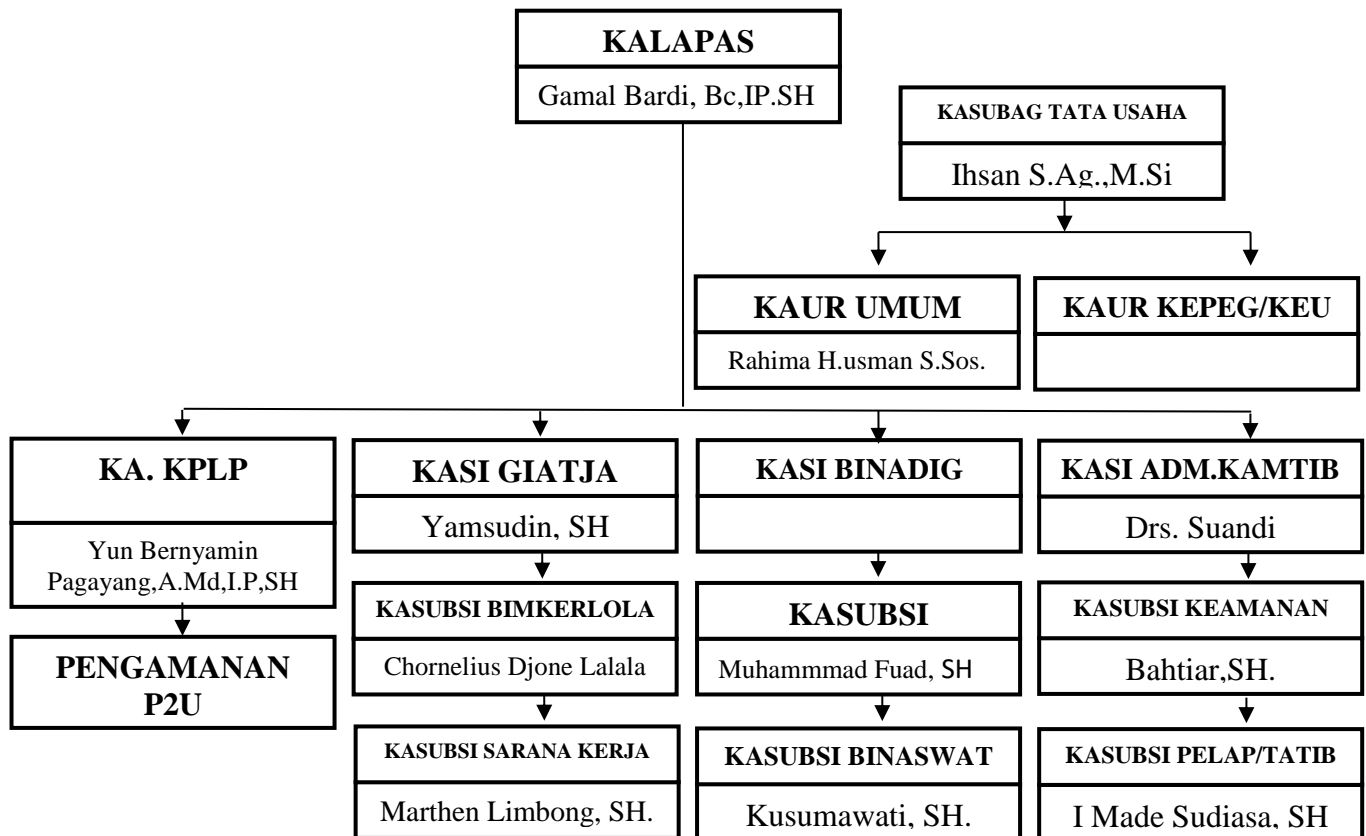 KALAPAS
Gamal Bardi, Bc,IP.SH
KASUBAG TATA USAHA
Ihsan S.Ag.,M.Si
KAUR UMUM
Rahima H.usman S.Sos.
KAUR KEPEG/KEU
KA. KPLP
Yun Bernyamin
Pagayang,A.Md,I.P,SH
PENGAMANAN
P2U
KASI GIATJA
Yamsudin, SH
KASUBSI BIMKERLOLA
Chornelius Djone Lalala
KASUBSI SARANA KERJA
Marthen Limbong, SH.
KASI BINADIG
KASUBSI
Muhammmad Fuad, SH
KASUBSI BINASWAT
Kusumawati, SH.
KASI ADM.KAMTIB
Drs. Suandi
KASUBSI KEAMANAN
Bahtiar,SH.
KASUBSI PELAP/TATIB
I Made Sudiasa, SH